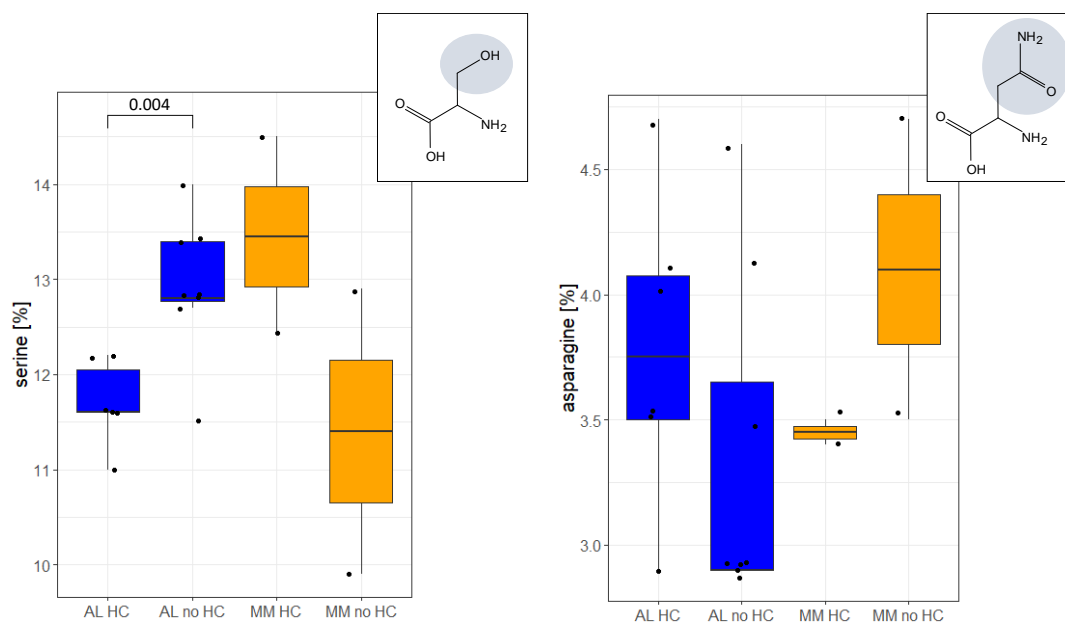 OH
O
NH2
OH
0.004
serine [%]
14
13
12
11
10
AL HC
AL no HC
MM HC
MM no HC
NH2
O
O
NH2
OH
asparagine [%]
4.5
4.0
3.5
3.0
AL HC
AL no HC
MM HC
MM no HC